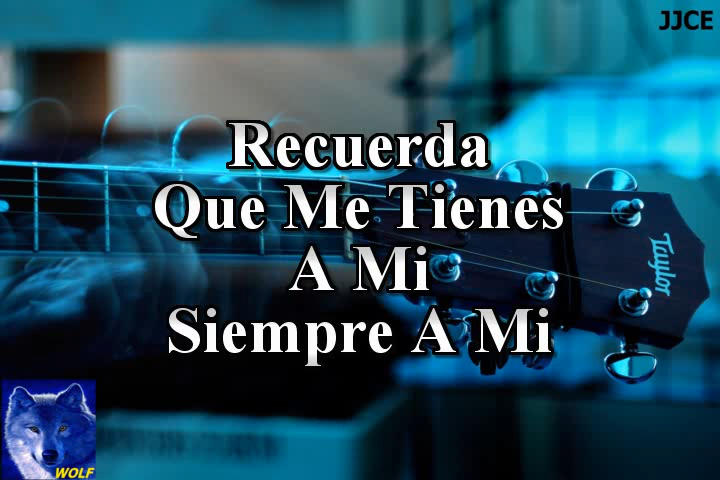 JJCE
Recuerda
Que Me Tienes
A Mi
Siempre A Mi
Taylor
WOLF